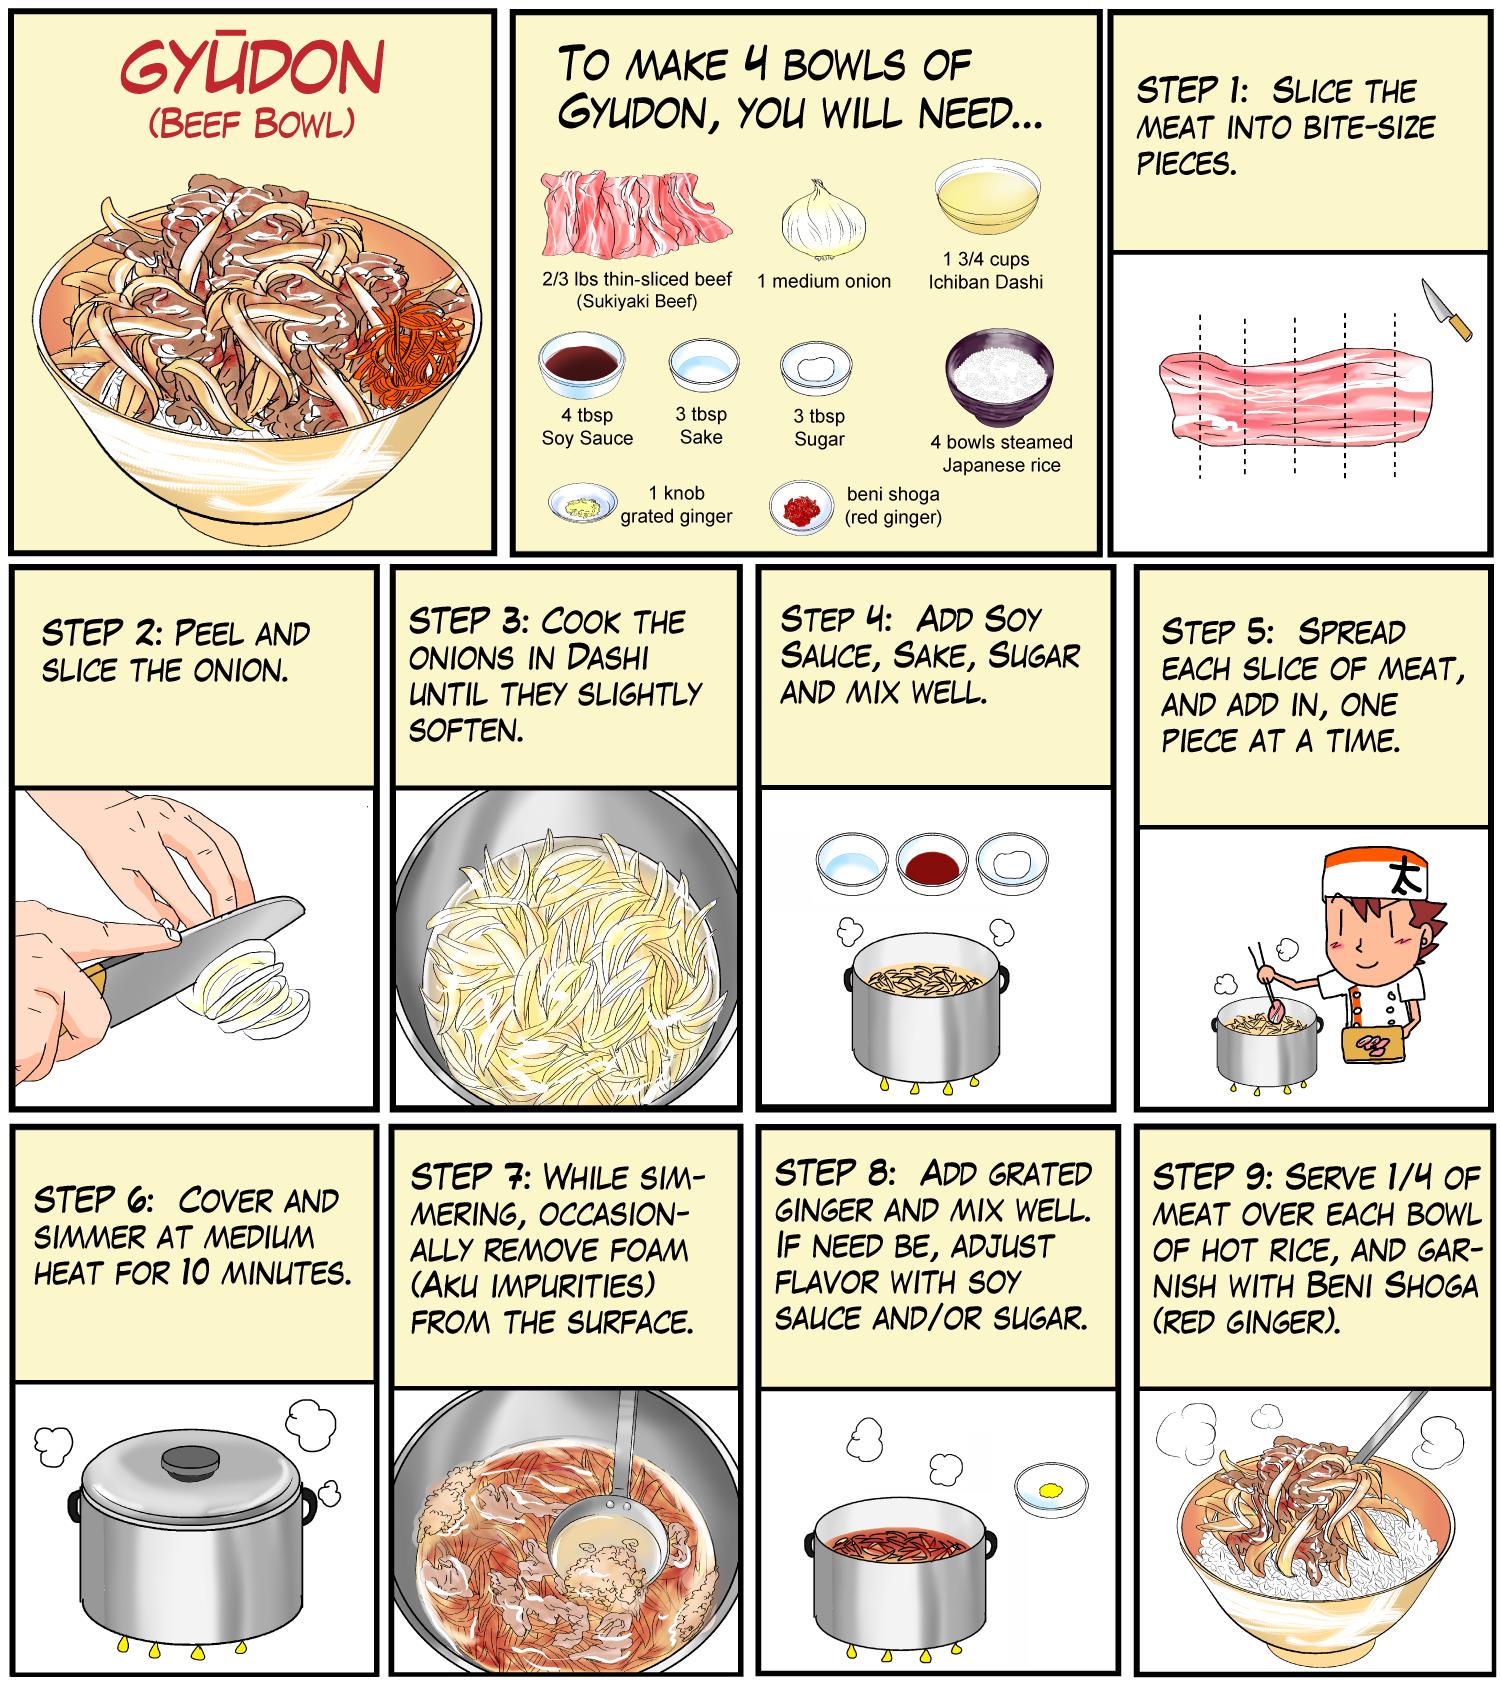 GYŪDON
(BEEF BOWL)
TO MAKE 4 BOWLS OF
GYUDON, YOU WILL NEED...
2/3 lbs thin-sliced beef
(Sukiyaki Beef)
1 medium onion
1 3/4 cups
Ichiban Dashi
4 tbsp
Soy Sauce
3 tbsp
Sake
3 tbsp
Sugar
4 bowls steamed
Japanese rice
1 knob
grated ginger
beni shoga
(red ginger)
STEP 1: SLICE THE
MEAT INTO BITE-SIZE
PIECES.
STEP 2: PEEL AND
SLICE THE ONION.
STEP 3: COOK THE
ONIONS IN DASHI
UNTIL THEY SLIGHTLY
SOFTEN.
STEP 4: ADD SOY
SAUCE, SAKE, SUGAR
AND MIX WELL.
STEP 5: SPREAD
EACH SLICE OF MEAT,
AND ADD IN, ONE
PIECE AT A TIME.
太
STEP 6: COVER AND
SIMMER AT MEDIUM
HEAT FOR 10 MINUTES.
STEP 7: WHILE SIM-
MERING, OCCASION-
ALLY REMOVE FOAM
(AKU IMPURITIES)
FROM THE SURFACE.
STEP 8: ADD GRATED
GINGER AND MIX WELL.
IF NEED BE, ADJUST
FLAVOR WITH SOY
SAUCE AND/OR SUGAR.
STEP 9: SERVE 1/4 OF
MEAT OVER EACH BOWL
OF HOT RICE, AND GAR-
NISH WITH BENI SHOGA
(RED GINGER).